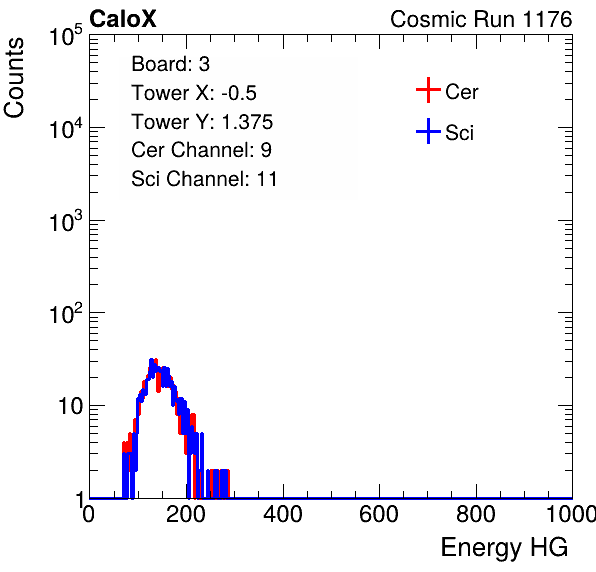 CaloX Cosmic Run 1176
Counts
10^5
10^4
10^3
10^2
10
1
Board: 3
Tower X: -0.5
Tower Y: 1.375
Cer Channel: 9
Sci Channel: 11
Cer
Sci
0 200 400 600 800 1000
Energy HG